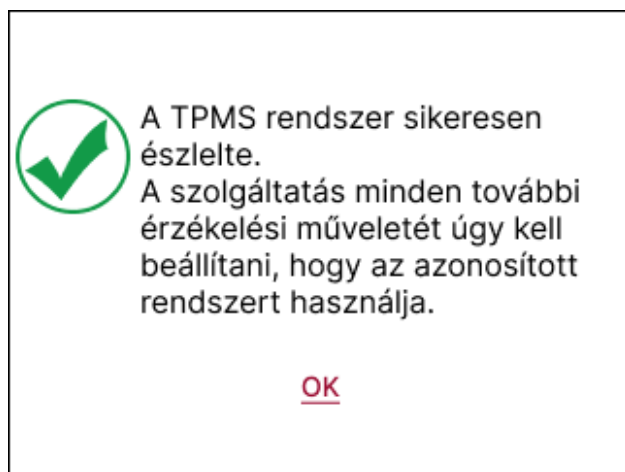 A TPMS rendszer sikeresen
észlelte.
A szolgáltatás minden további
érzékelési műveletét úgy kell
beállítani, hogy az azonosított
rendszert használja.
OK